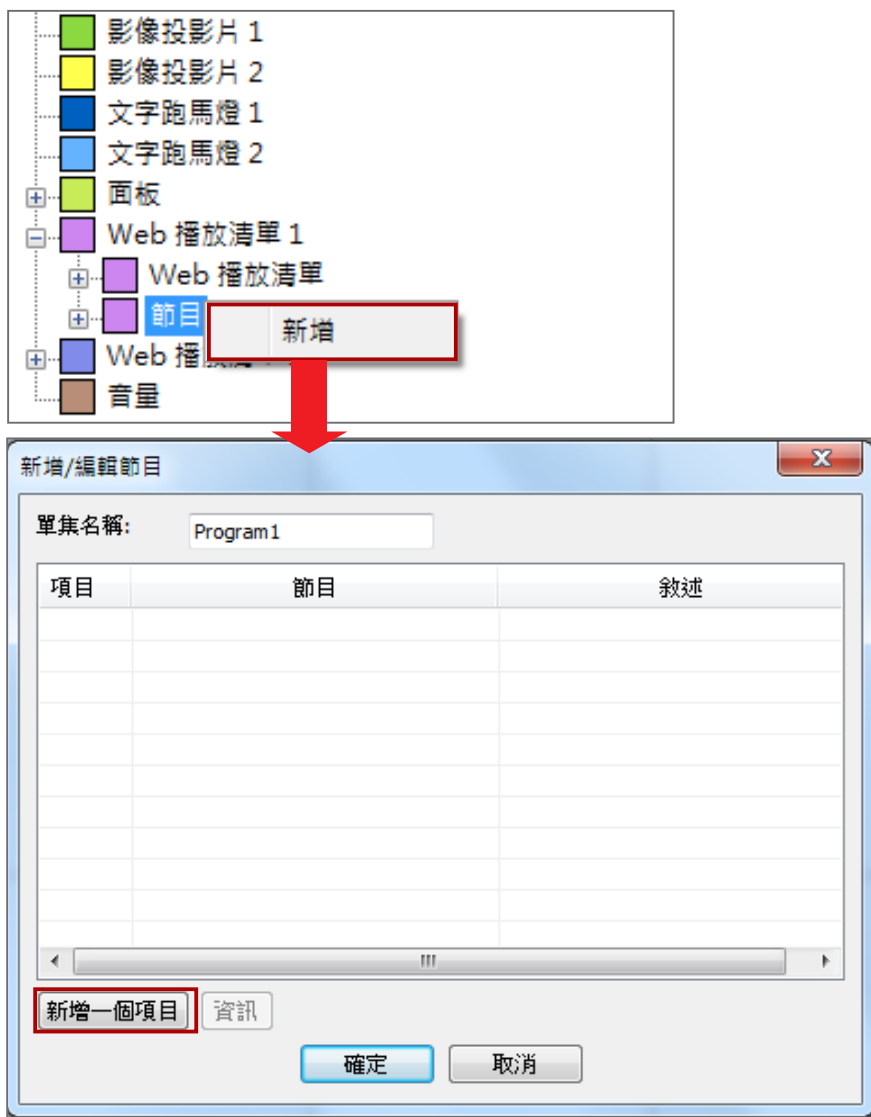 影像投影片 1
影像投影片 2
文字跑馬燈 1
文字跑馬燈 2
面板
Web 播放清單 1
Web 播放清單
節目
新增
Web 播
音量
新增/編輯節目
單集名稱:
Program1
項目 節目 敘述
新增一個項目 資訊
確定 取消